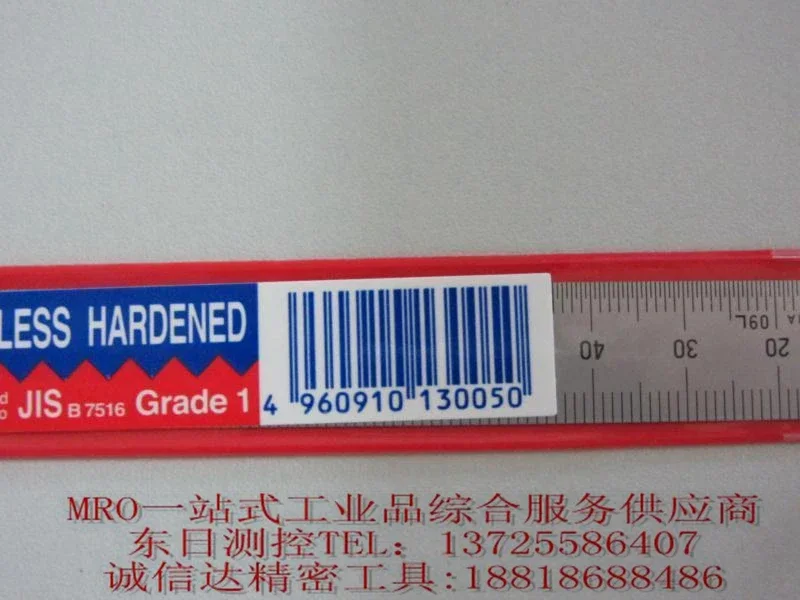 LESS HARDENED
JIS B 7516 Grade 1
4 960910 130050
40 30 20
09L
MRO一站式工业品综合服务供应商
东日测控TEL：13725586407
诚信达精密工具:18818688486